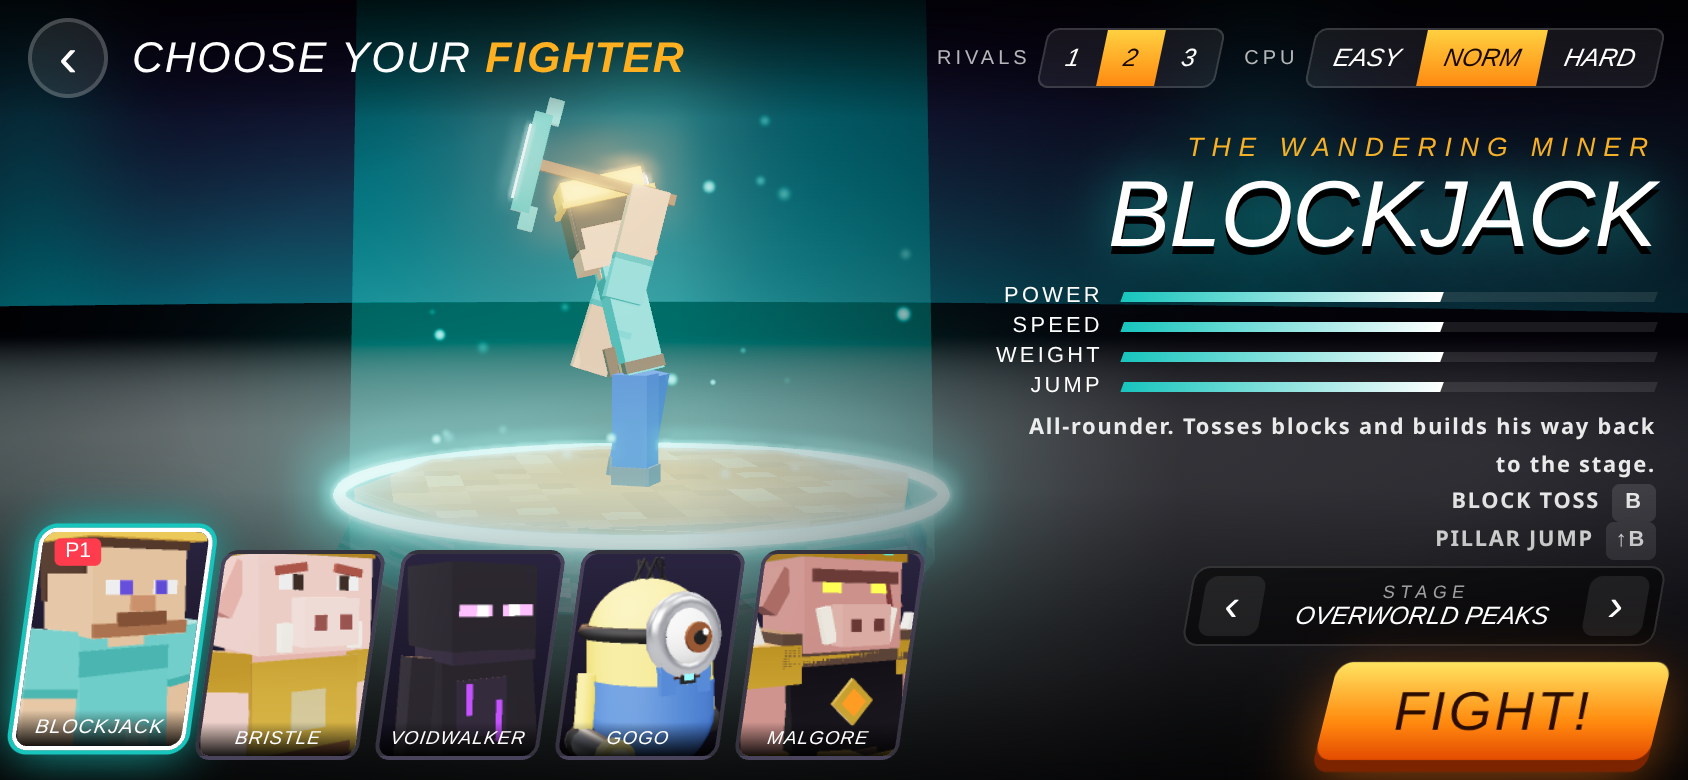 ‹ CHOOSE YOUR FIGHTER
RIVALS 1 2 3 CPU EASY NORM HARD
THE WANDERING MINER
BLOCKJACK
POWER
SPEED
WEIGHT
JUMP
All-rounder. Tosses blocks and builds his way back
to the stage.
BLOCK TOSS B
PILLAR JUMP ↑B
STAGE
‹ OVERWORLD PEAKS ›
FIGHT!
P1
BLOCKJACK
BRISTLE
VOIDWALKER
GOGO
MALGORE